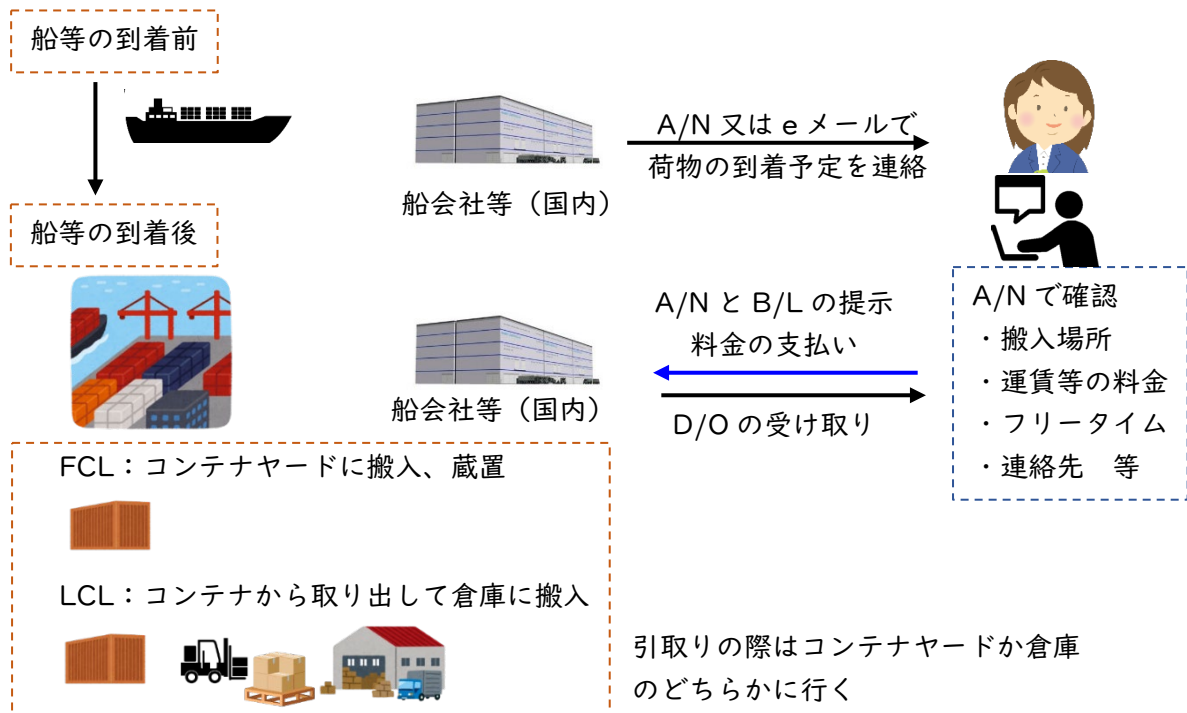 船等の到着前
船会社等（国内）
A/N 又は e メールで
荷物の到着予定を連絡
船等の到着後
船会社等（国内）
A/N と B/L の提示
料金の支払い
D/O の受け取り
A/N で確認
・搬入場所
・運賃等の料金
・フリータイム
・連絡先　等
FCL：コンテナヤードに搬入、蔵置
LCL：コンテナから取り出して倉庫に搬入
引取りの際はコンテナヤードか倉庫
のどちらかに行く